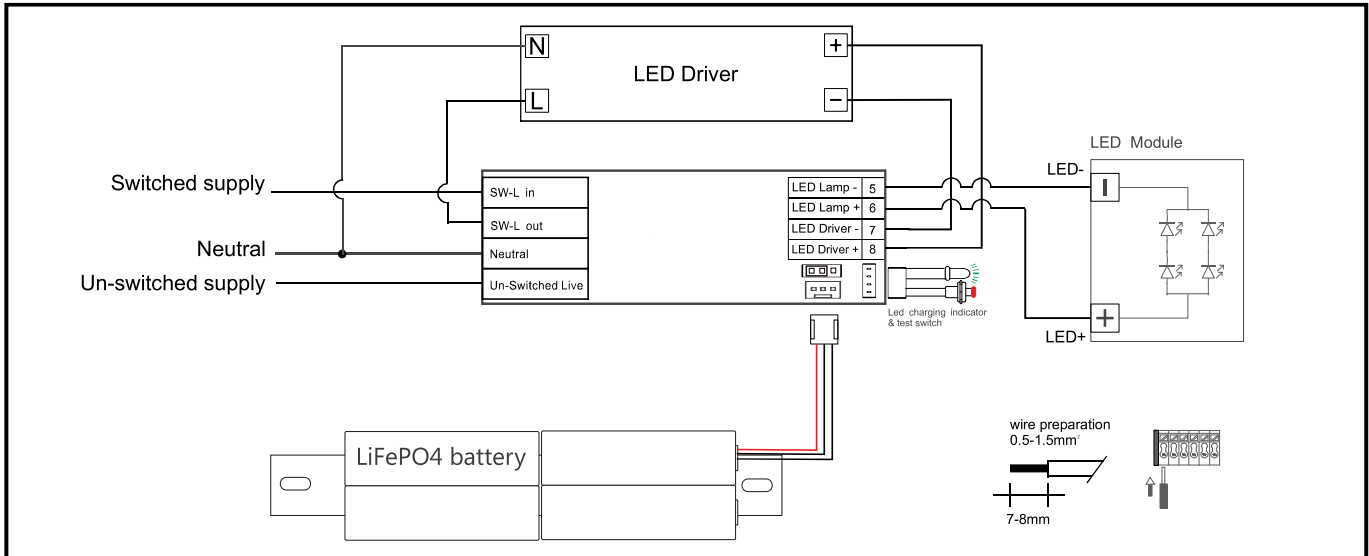 N
+
LED Driver
L
−
LED Module
LED-
Switched supply
SW-L in
LED Lamp - 5
LED Lamp + 6
SW-L out
LED Driver - 7
Neutral
Neutral
LED Driver + 8
Un-switched supply
Un-Switched Live
Led charging indicator
& test switch
+
LED+
LiFePO4 battery
wire preparation
0.5-1.5mm²
7-8mm